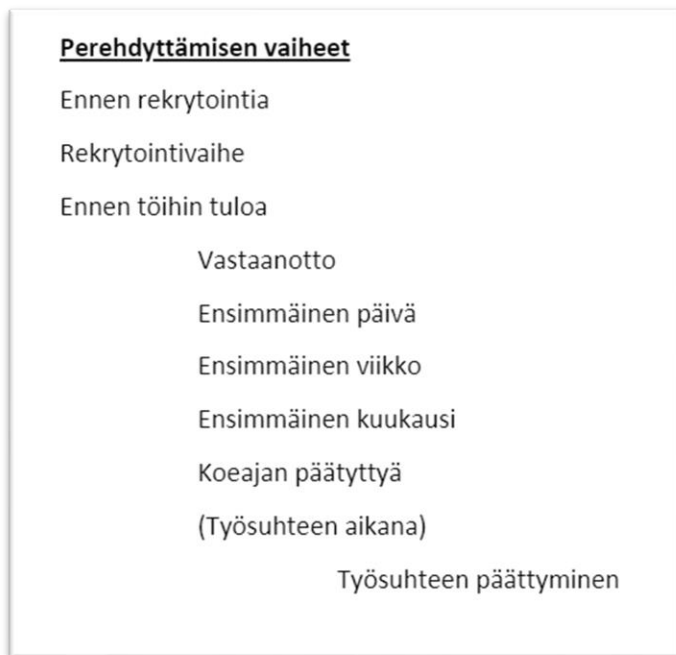 Perehdyttämisen vaiheet
Ennen rekrytointia
Rekrytointivaihe
Ennen töihin tuloa
Vastaanotto
Ensimmäinen päivä
Ensimmäinen viikko
Ensimmäinen kuukausi
Koeajan päätyttyä
(Työsuhteen aikana)
Työsuhteen päättyminen